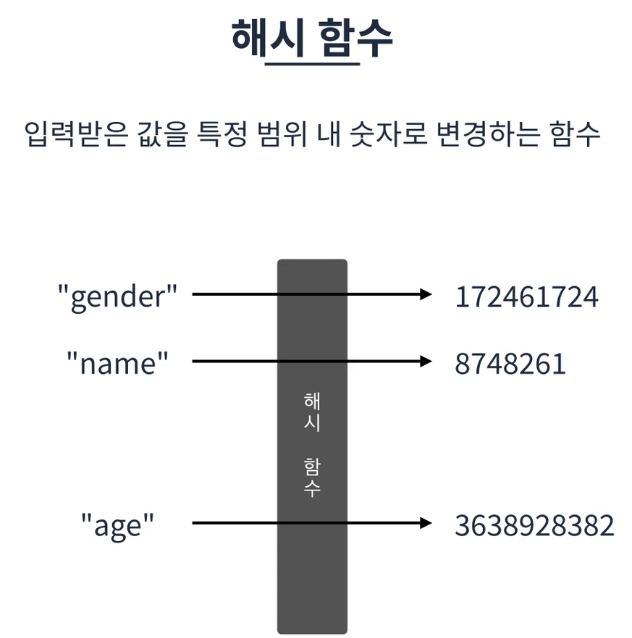 해시 함수
입력받은 값을 특정 범위 내 숫자로 변경하는 함수
"gender" 172461724
"name" 8748261
해시 함수
"age" 3638928382